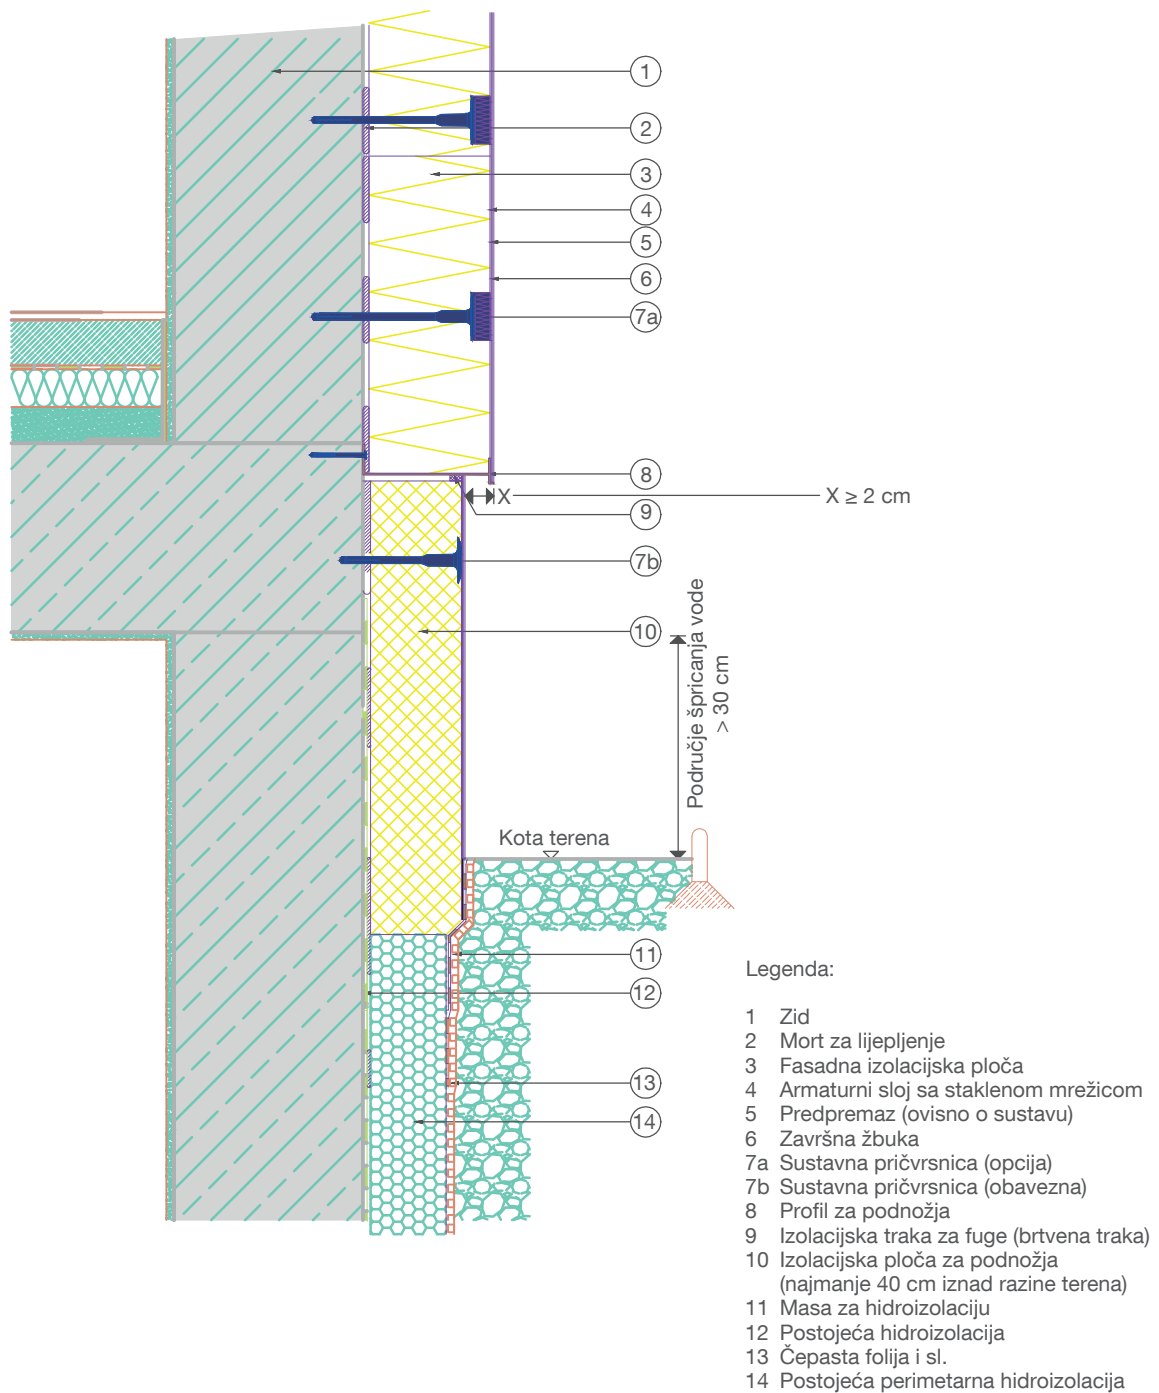 1
2
3
4
5
6
7a
8
X
X ≥ 2 cm
9
7b
10
Područje špricanja vode
> 30 cm
Kota terena
11
12
13
14
Legenda:
1 Zid
2 Mort za lijepljenje
3 Fasadna izolacijska ploča
4 Armaturni sloj sa staklenom mrežicom
5 Predpremaz (ovisno o sustavu)
6 Završna žbuka
7a Sustavna pričvrsnica (opcija)
7b Sustavna pričvrsnica (obavezna)
8 Profil za podnožja
9 Izolacijska traka za fuge (brtvena traka)
10 Izolacijska ploča za podnožja
(najmanje 40 cm iznad razine terena)
11 Masa za hidroizolaciju
12 Postojeća hidroizolacija
13 Čepasta folija i sl.
14 Postojeća perimetarna hidroizolacija